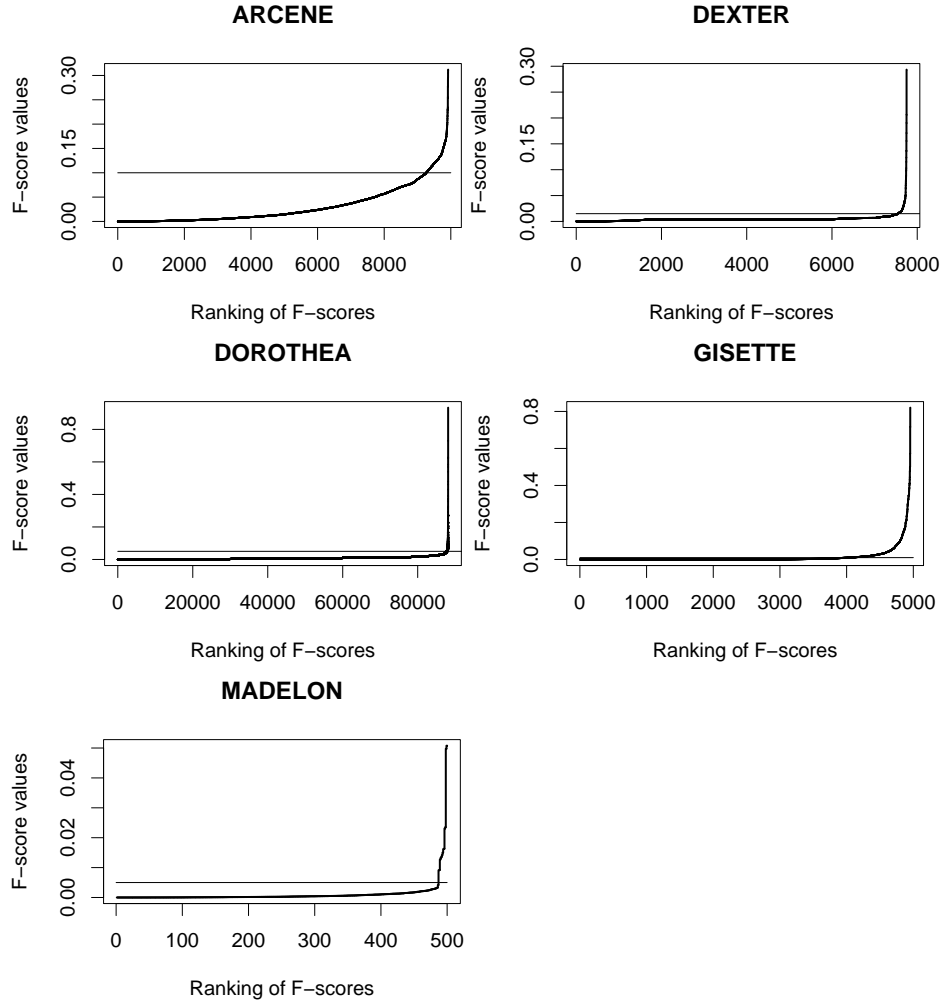 ARCENE
F−score values
0.00 0.15 0.30
0 2000 4000 6000 8000
Ranking of F−scores
DEXTER
F−score values
0.00 0.15 0.30
0 2000 4000 6000 8000
Ranking of F−scores
DOROTHEA
F−score values
0.0 0.4 0.8
0 20000 40000 60000 80000
Ranking of F−scores
GISETTE
F−score values
0.0 0.4 0.8
0 1000 2000 3000 4000 5000
Ranking of F−scores
MADELON
F−score values
0.00 0.02 0.04
0 100 200 300 400 500
Ranking of F−scores